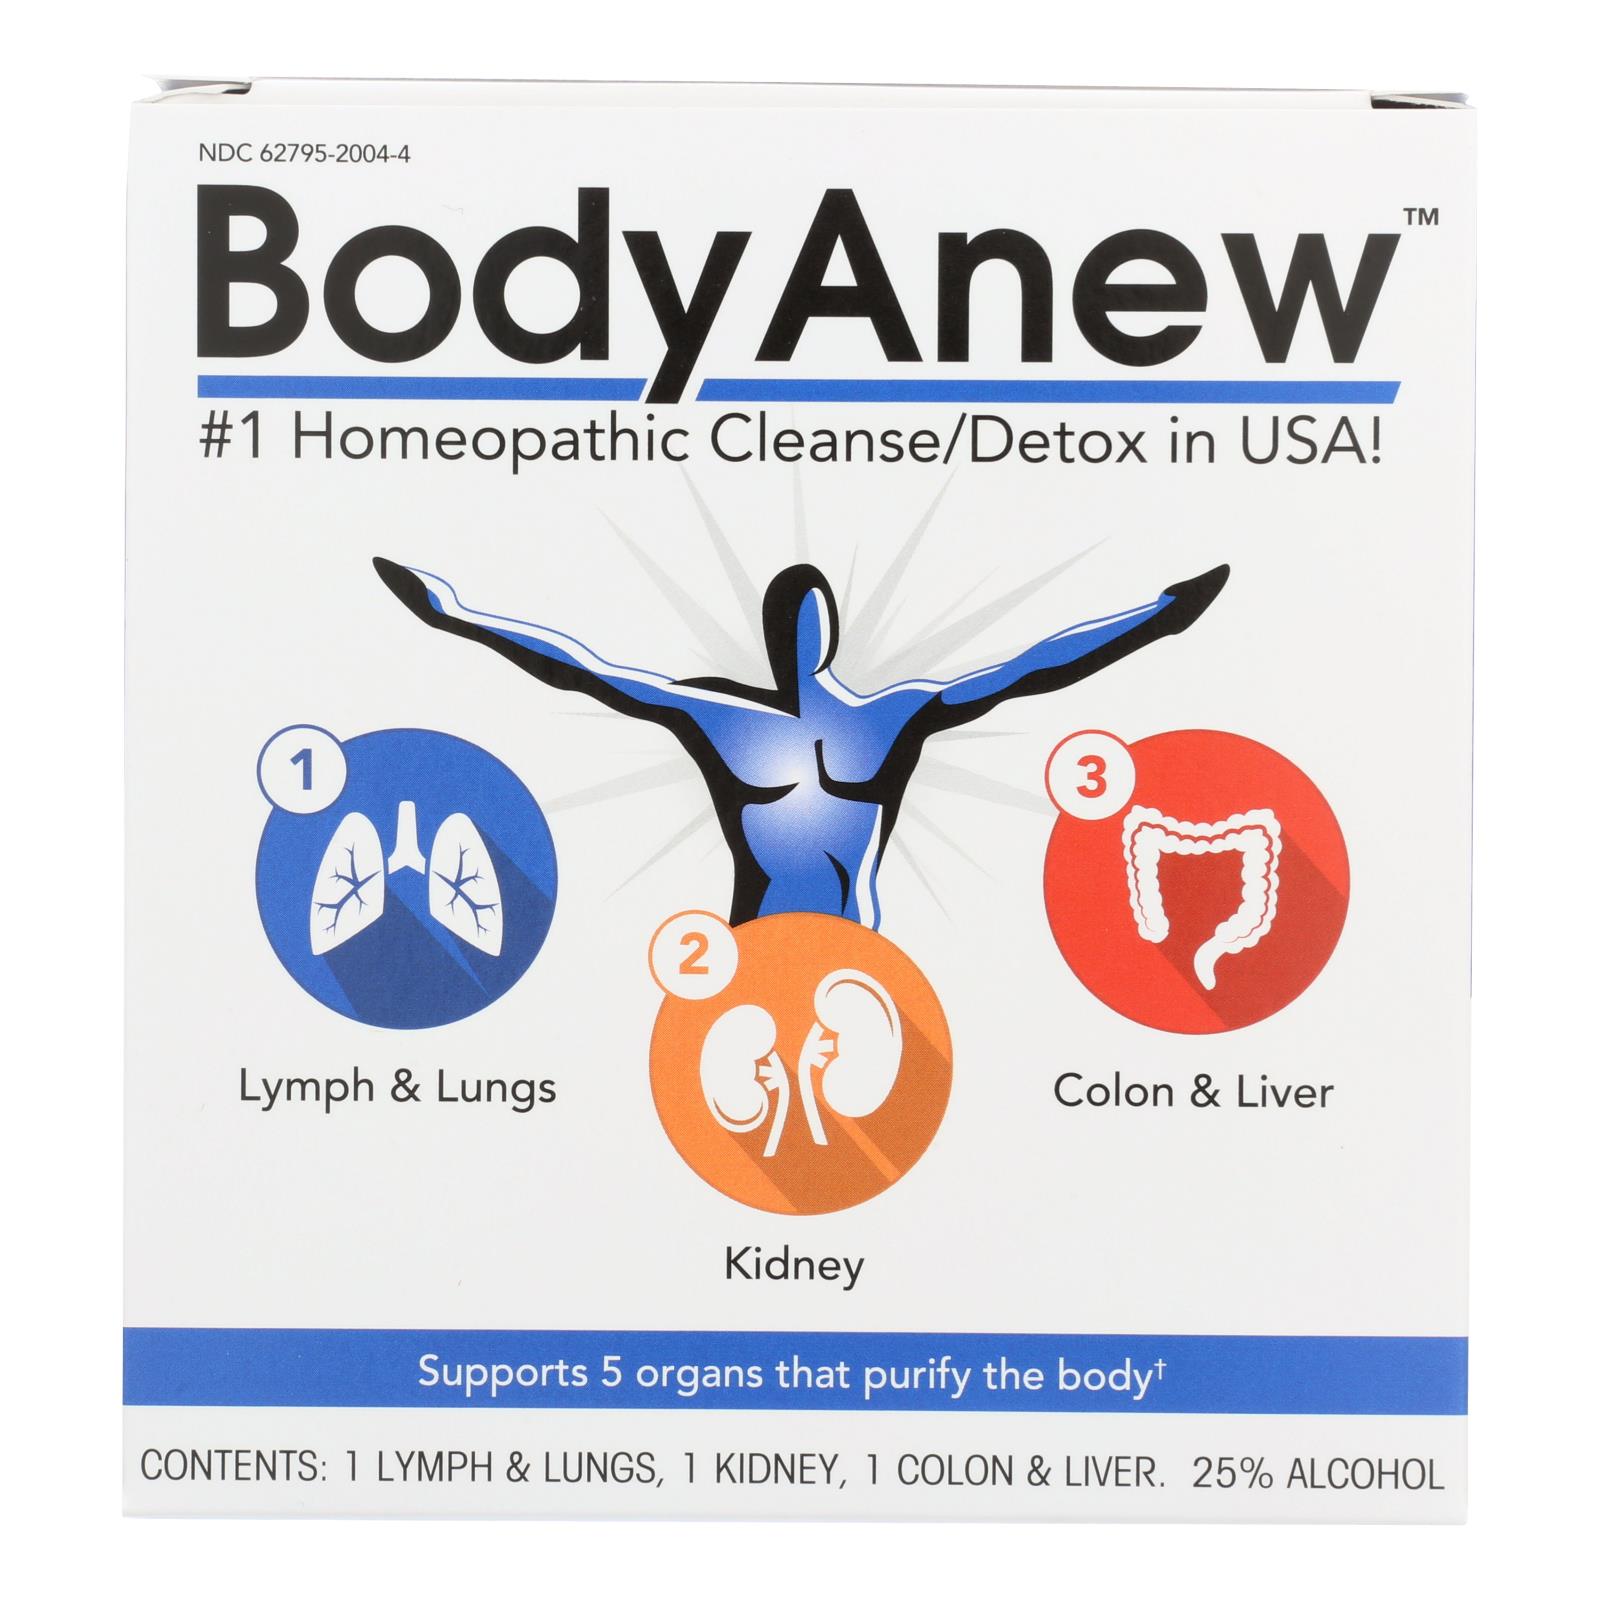 NDC 62795-2004-4
BodyAnew™
#1 Homeopathic Cleanse/Detox in USA!
1
3
2
Lymph & Lungs
Colon & Liver
Kidney
Supports 5 organs that purify the body†
CONTENTS: 1 LYMPH & LUNGS, 1 KIDNEY, 1 COLON & LIVER. 25% ALCOHOL